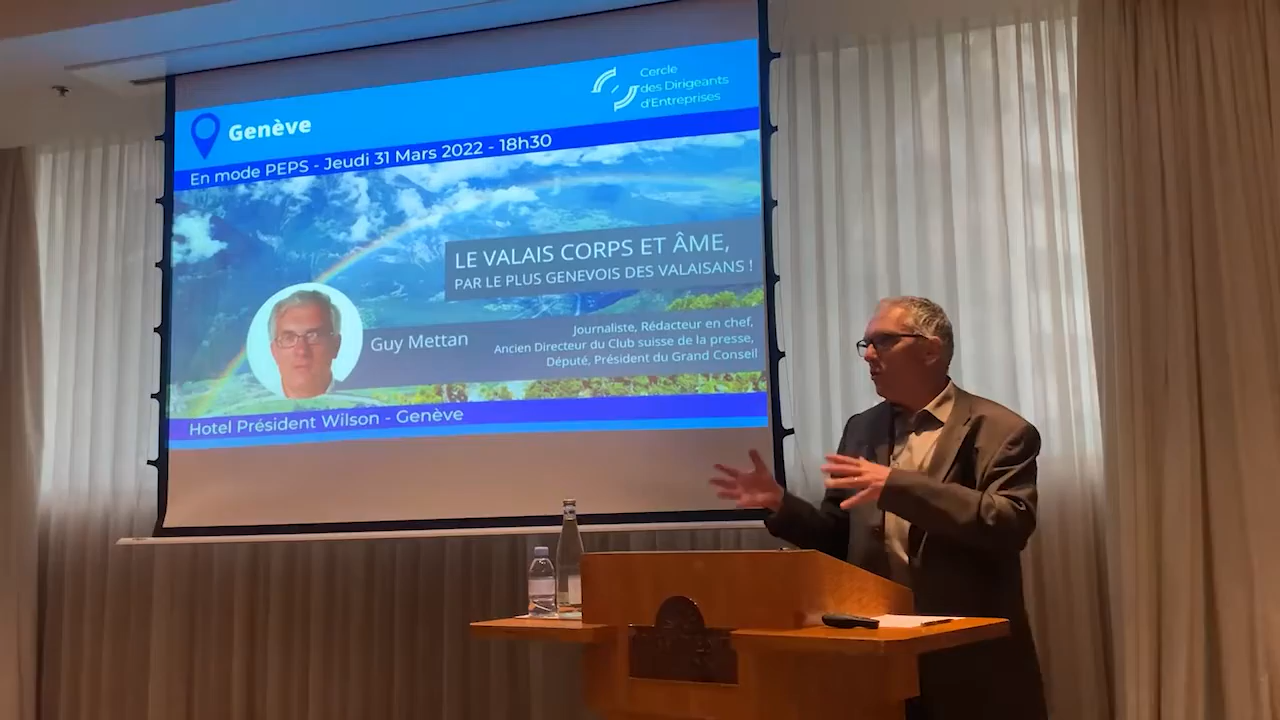 Cercle
des Dirigeants
d'Entreprises
Genève
En mode PEPS - Jeudi 31 Mars 2022 - 18h30
LE VALAIS CORPS ET ÂME,
PAR LE PLUS GENEVOIS DES VALAISANS !
Guy Mettan
Journaliste, Rédacteur en chef,
Ancien Directeur du Club suisse de la presse,
Député, Président du Grand Conseil
Hotel Président Wilson - Genève